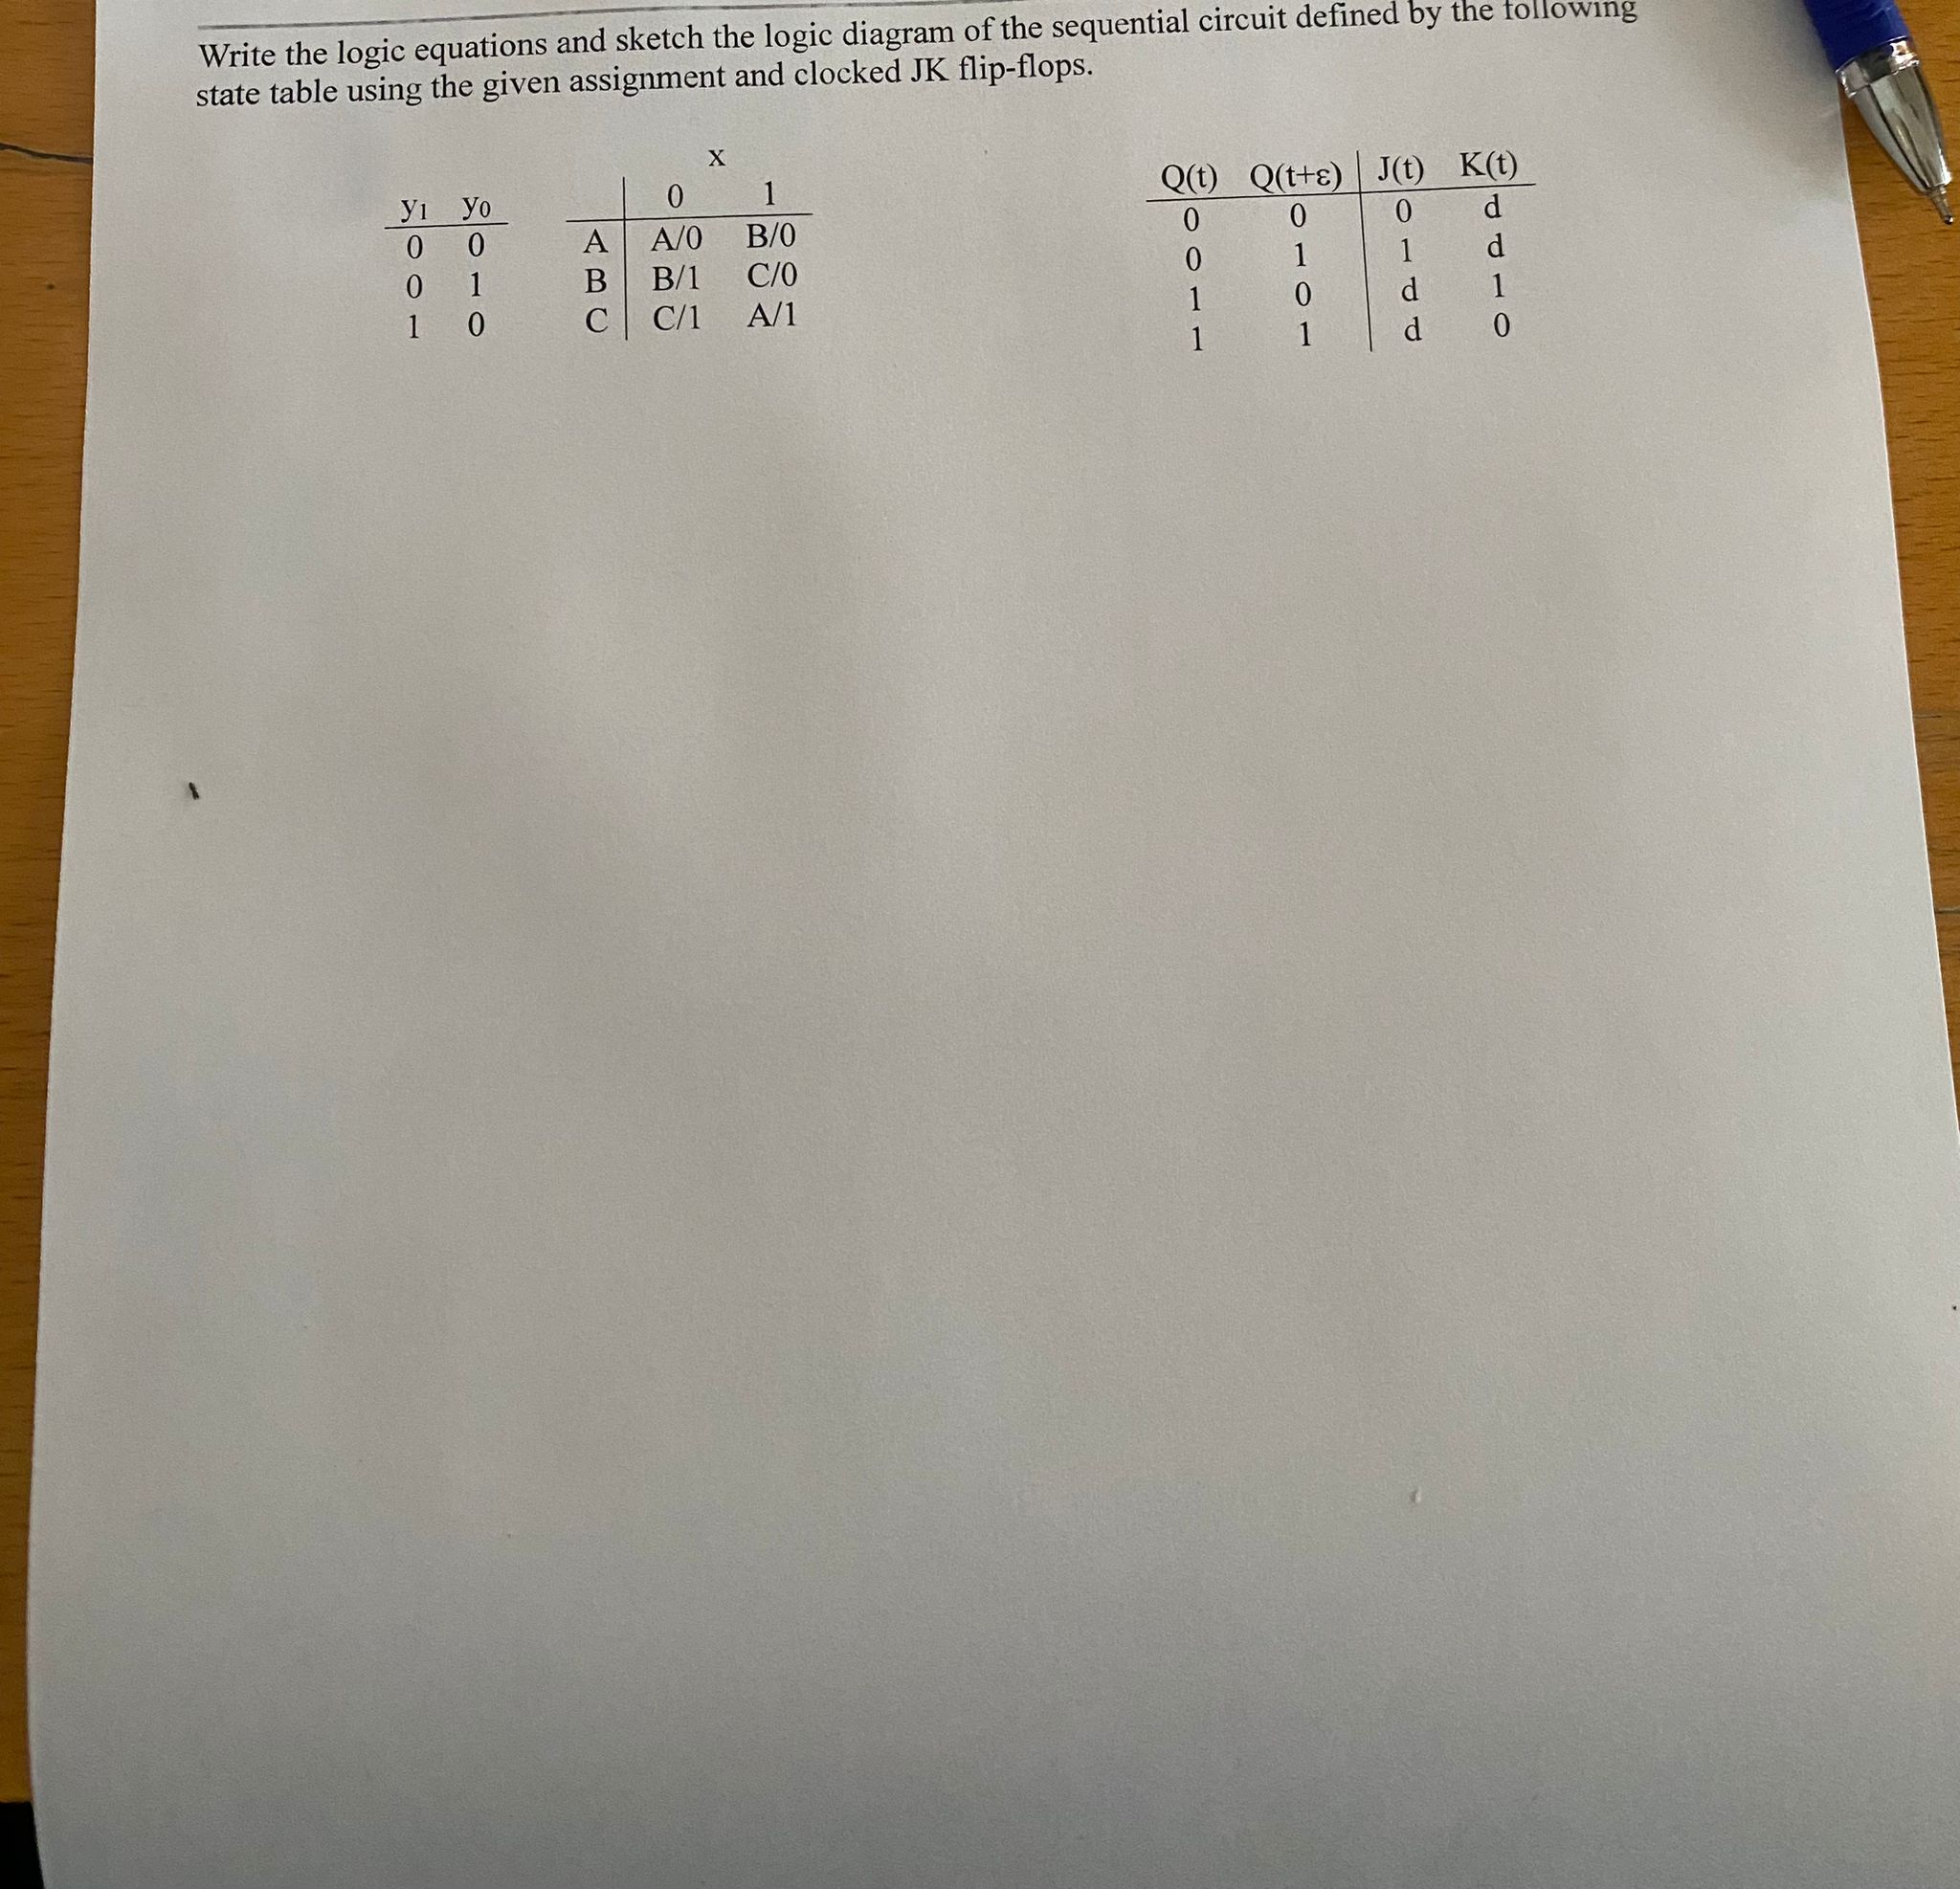 Write the logic equations and sketch the logic diagram of the sequential circuit defined by the following
state table using the given assignment and clocked JK flip-flops.
x
y1 y0 0 1 Q(t) Q(t+ε) J(t) K(t)
0 0 A A/0 B/0 0 0 0 d
0 1 B B/1 C/0 0 1 1 d
1 0 C C/1 A/1 1 0 d 1
1 1 d 0